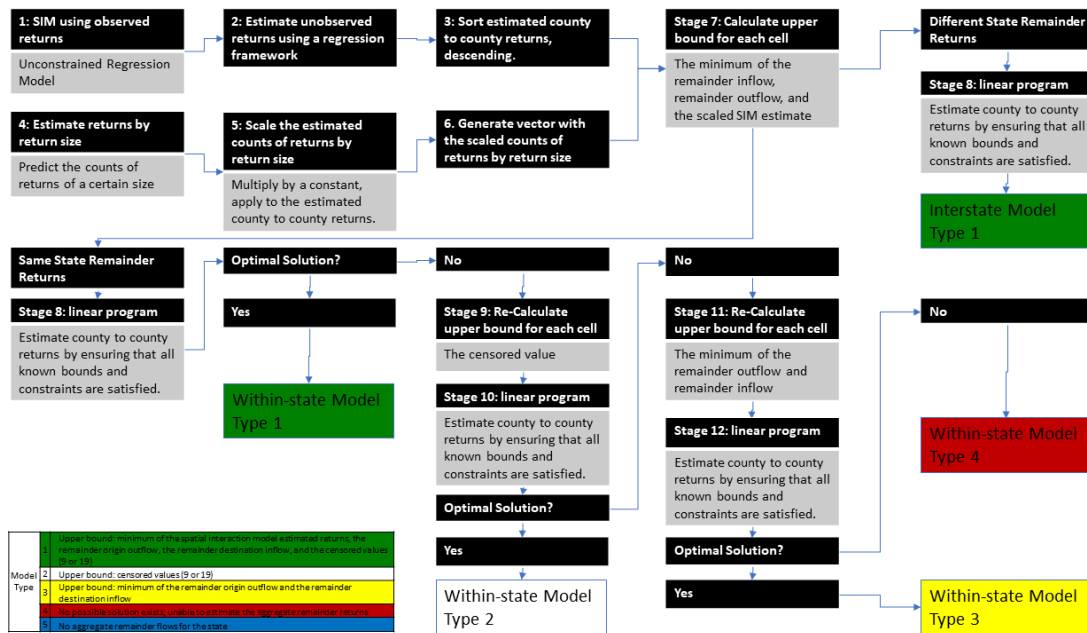 1: SIM using observed
returns
Unconstrained Regression
Model
2: Estimate unobserved
returns using a regression
framework
3: Sort estimated county
to county returns,
descending.
Stage 7: Calculate upper
bound for each cell
The minimum of the
remainder inflow,
remainder outflow, and
the scaled SIM estimate
Different State Remainder
Returns
Stage 8: linear program
Estimate county to county
returns by ensuring that all
known bounds and
constraints are satisfied.
Interstate Model
Type 1
4: Estimate returns by
return size
Predict the counts of
returns of a certain size
5: Scale the estimated
counts of returns by
return size
Multiply by a constant,
apply to the estimated
county to county returns.
6. Generate vector with
the scaled counts of
returns by return size
Same State Remainder
Returns
Stage 8: linear program
Estimate county to county
returns by ensuring that all
known bounds and
constraints are satisfied.
Optimal Solution?
Yes
Within-state Model
Type 1
No
Stage 9: Re-Calculate
upper bound for each cell
The censored value
Stage 10: linear program
Estimate county to county
returns by ensuring that all
known bounds and
constraints are satisfied.
Optimal Solution?
Yes
Within-state Model
Type 2
No
Stage 11: Re-Calculate
upper bound for each cell
The minimum of the
remainder outflow and
remainder inflow
Stage 12: linear program
Estimate county to county
returns by ensuring that all
known bounds and
constraints are satisfied.
Optimal Solution?
Yes
No
Within-state Model
Type 4
Within-state Model
Type 3
Model
Type
1 Upper bound: minimum of the spatial interaction model estimated returns, the
remainder origin outflow, the remainder destination inflow, and the censored values
(9 or 19)
2 Upper bound: censored values (9 or 19)
3 Upper bound: minimum of the remainder origin outflow and the remainder
destination inflow
4 No possible solution exists; unable to estimate the aggregate remainder returns
5 No aggregate remainder flows for the state